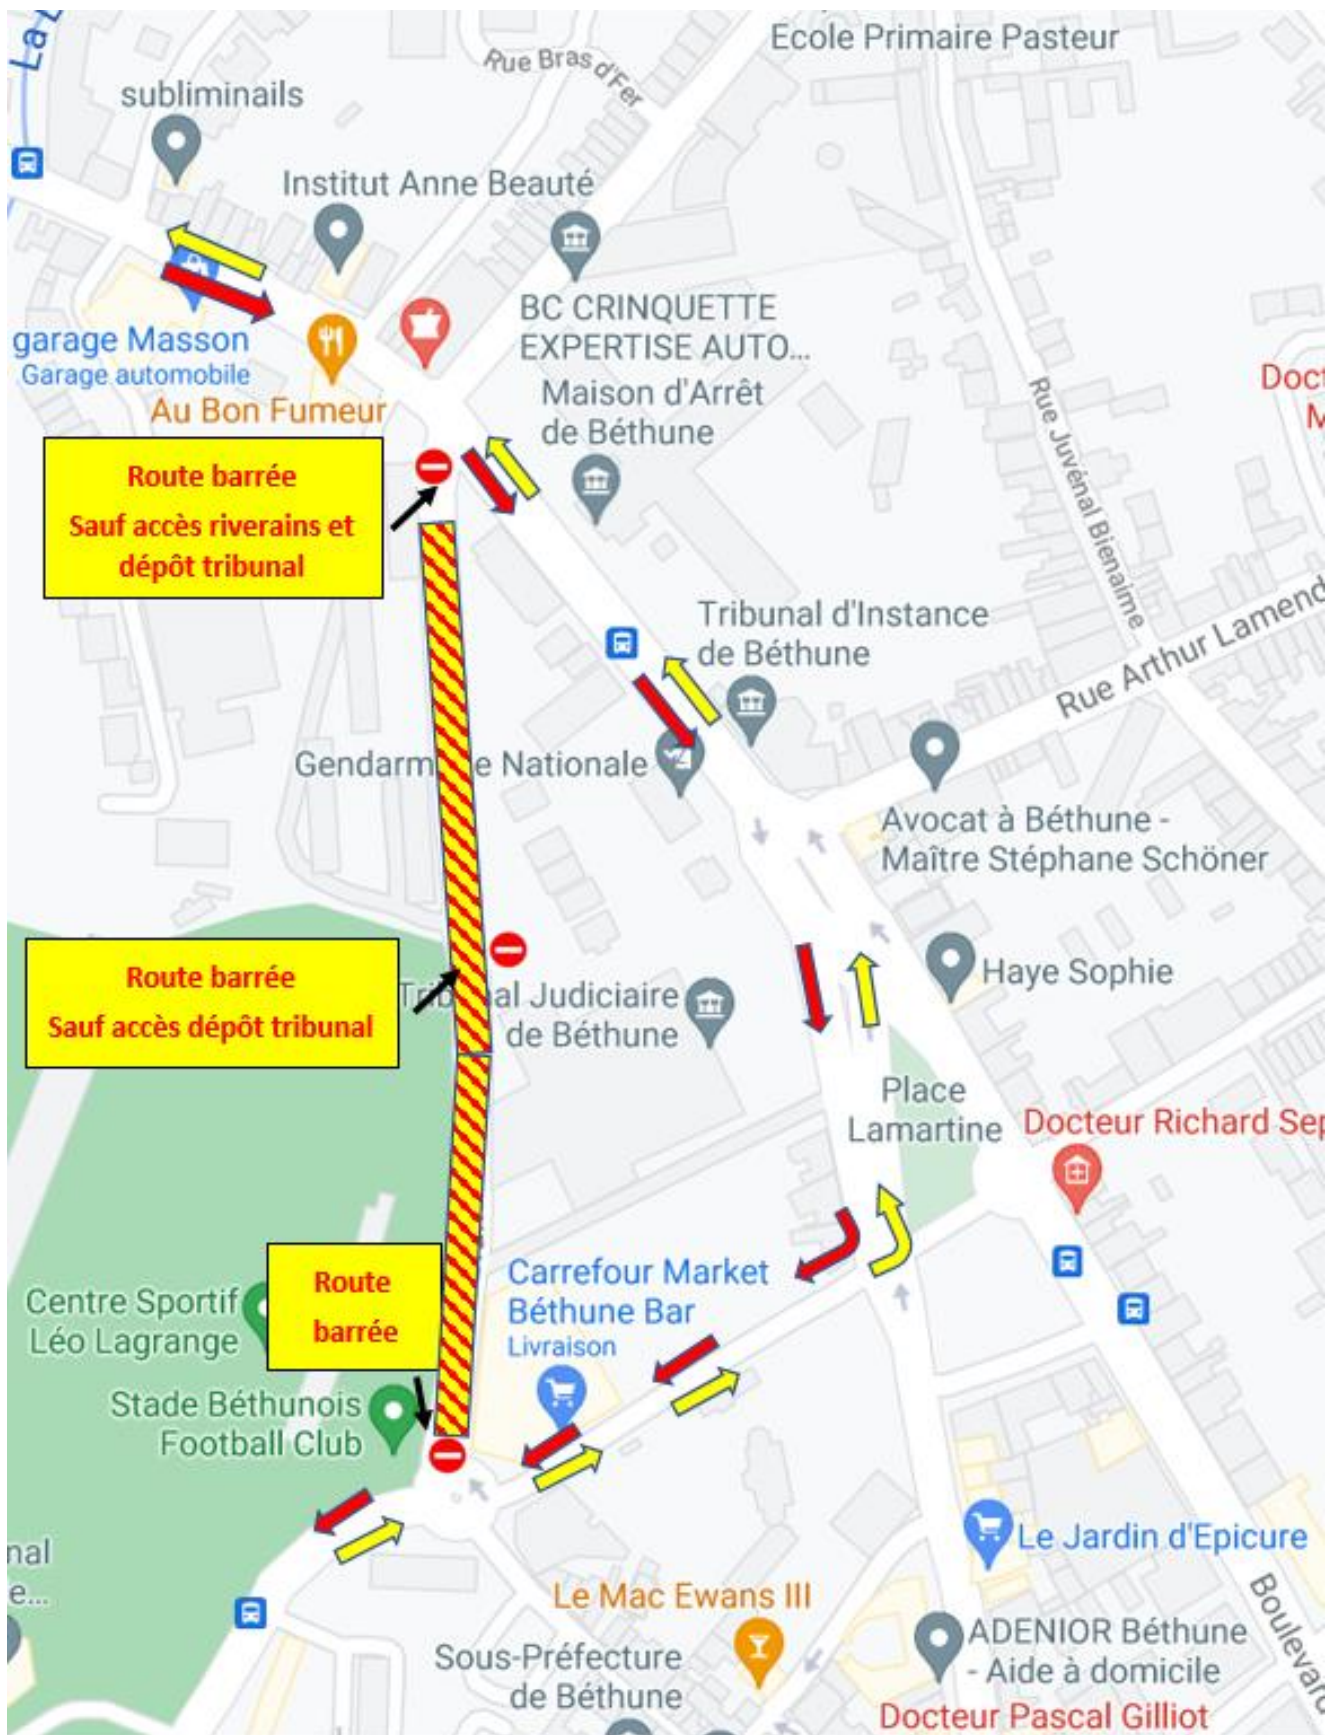 La
Ecole Primaire Pasteur
Rue Bras d'Fer
subliminails
Institut Anne Beauté
BC CRINQUETTE
EXPERTISE AUTO...
garage Masson
Garage automobile
Au Bon Fumeur
Maison d'Arrêt
de Béthune
Rue Juvénal Bienaime
Route barrée
Sauf accès riverains et
dépôt tribunal
Tribunal d'Instance
de Béthune
Rue Arthur Lamend
Gendarm e Nationale
Avocat à Béthune -
Maître Stéphane Schöner
Haye Sophie
Route barrée
Sauf accès dépôt tribunal
Trib al Judiciaire
de Béthune
Place
Lamartine
Docteur Richard Sep
Route
barrée
Centre Sportif
Léo Lagrange
Carrefour Market
Béthune Bar
Livraison
Stade Béthunois
Football Club
Le Jardin d'Epicure
Le Mac Ewans III
Boulevard
ADENIOR Béthune
- Aide à domicile
Sous-Préfecture
de Béthune
Docteur Pascal Gilliot